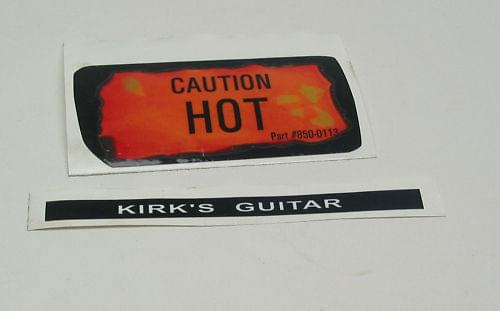 CAUTION
HOT
Part #850-0113
KIRK'S GUITAR